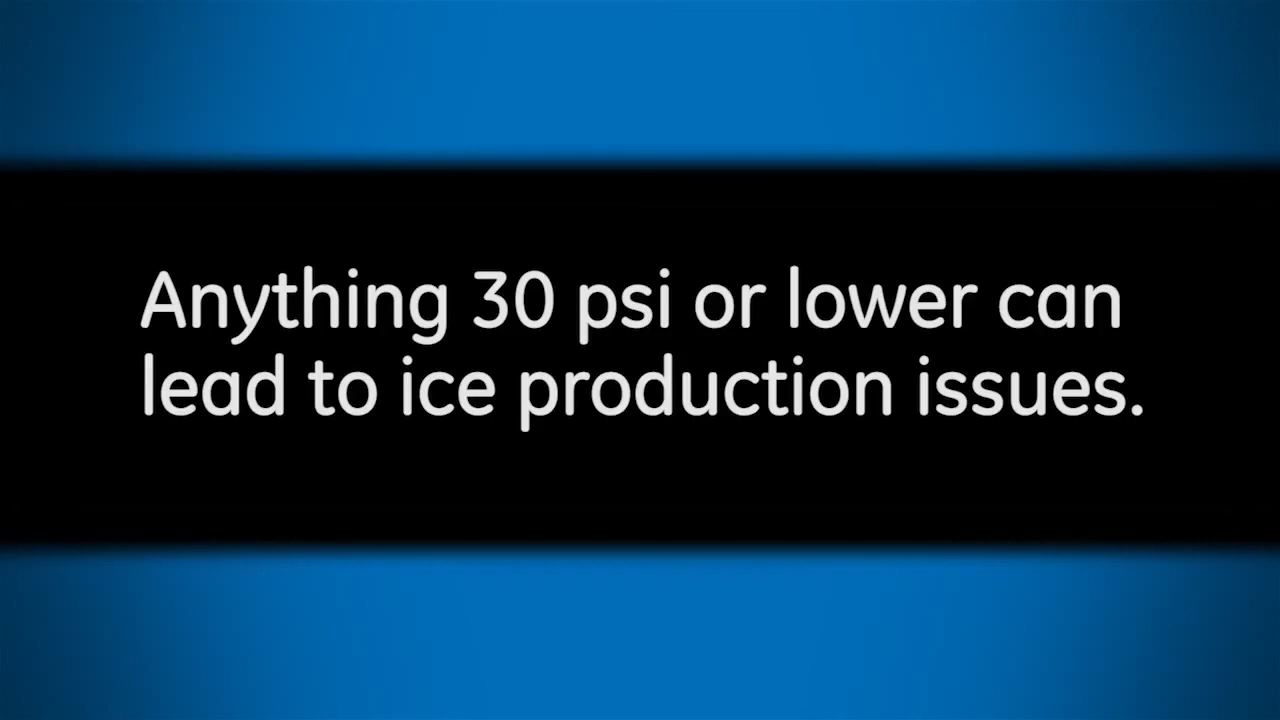 Anything 30 psi or lower can
lead to ice production issues.